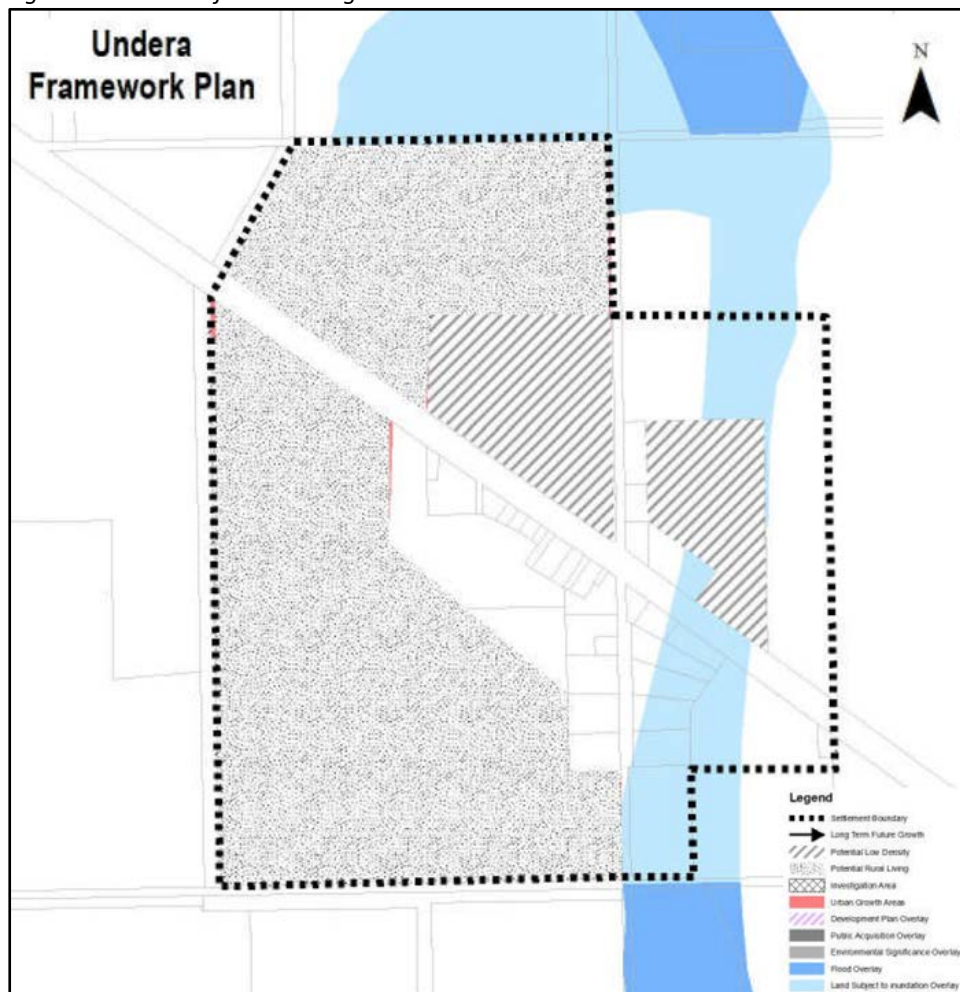 Undera
Framework Plan
N
Legend
Settlement Boundary
Long Term Future Growth
Potential Low Density
Potential Rural Living
Investigation Area
Urban Growth Areas
Development Plan Overlay
Public Acquisition Overlay
Environmental Significance Overlay
Flood Overlay
Land Subject to Inundation Overlay